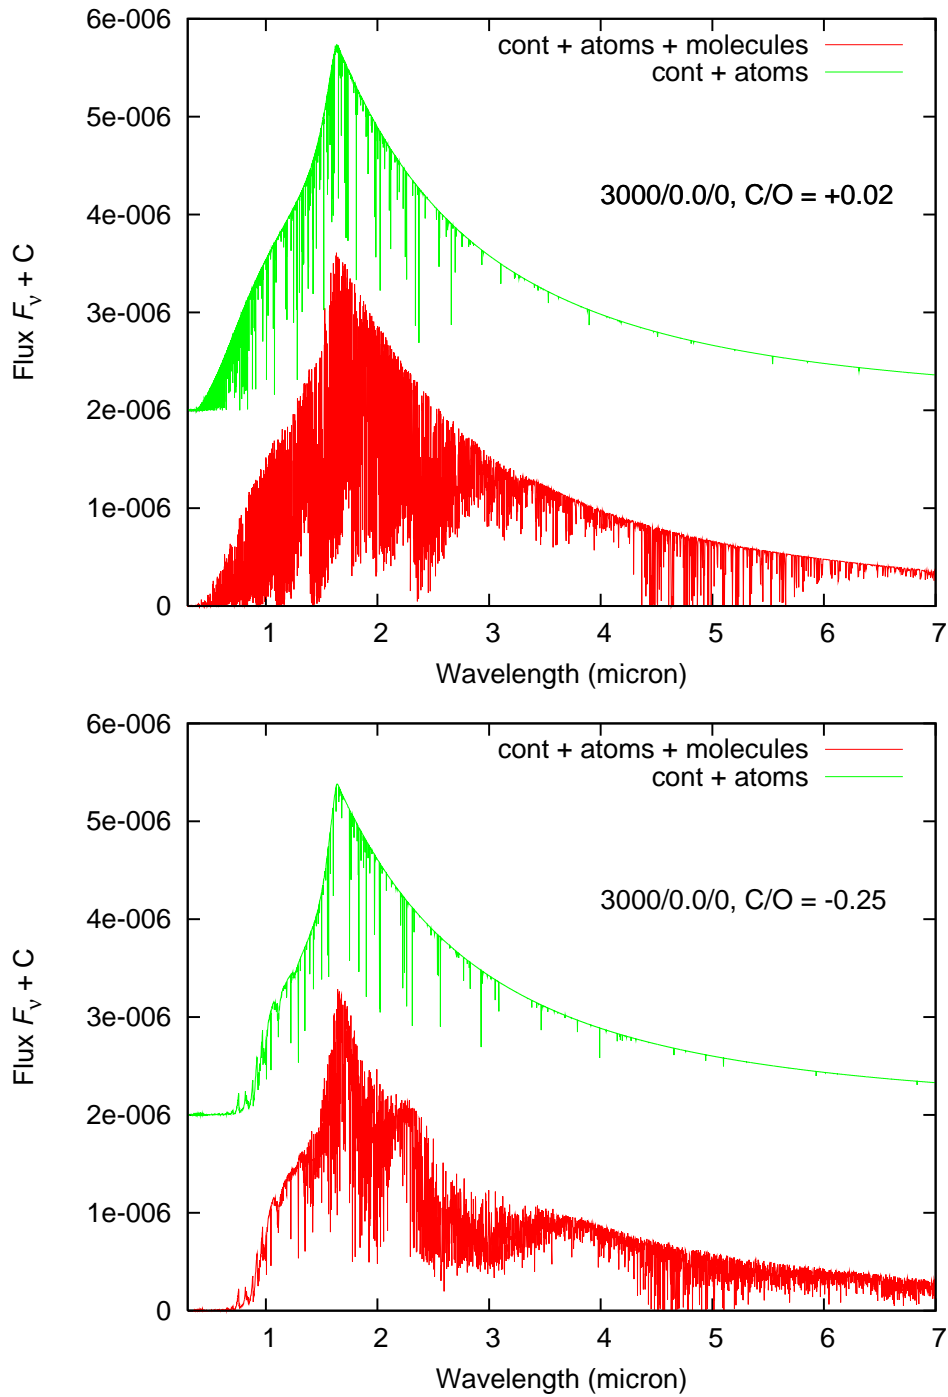 6e-006
cont + atoms + molecules
cont + atoms
5e-006
3000/0.0/0, C/O = +0.02
4e-006
3e-006
2e-006
1e-006
0
Flux Fν + C
1 2 3 4 5 6 7
Wavelength (micron)
6e-006
cont + atoms + molecules
cont + atoms
5e-006
3000/0.0/0, C/O = -0.25
4e-006
3e-006
2e-006
1e-006
0
Flux Fν + C
1 2 3 4 5 6 7
Wavelength (micron)